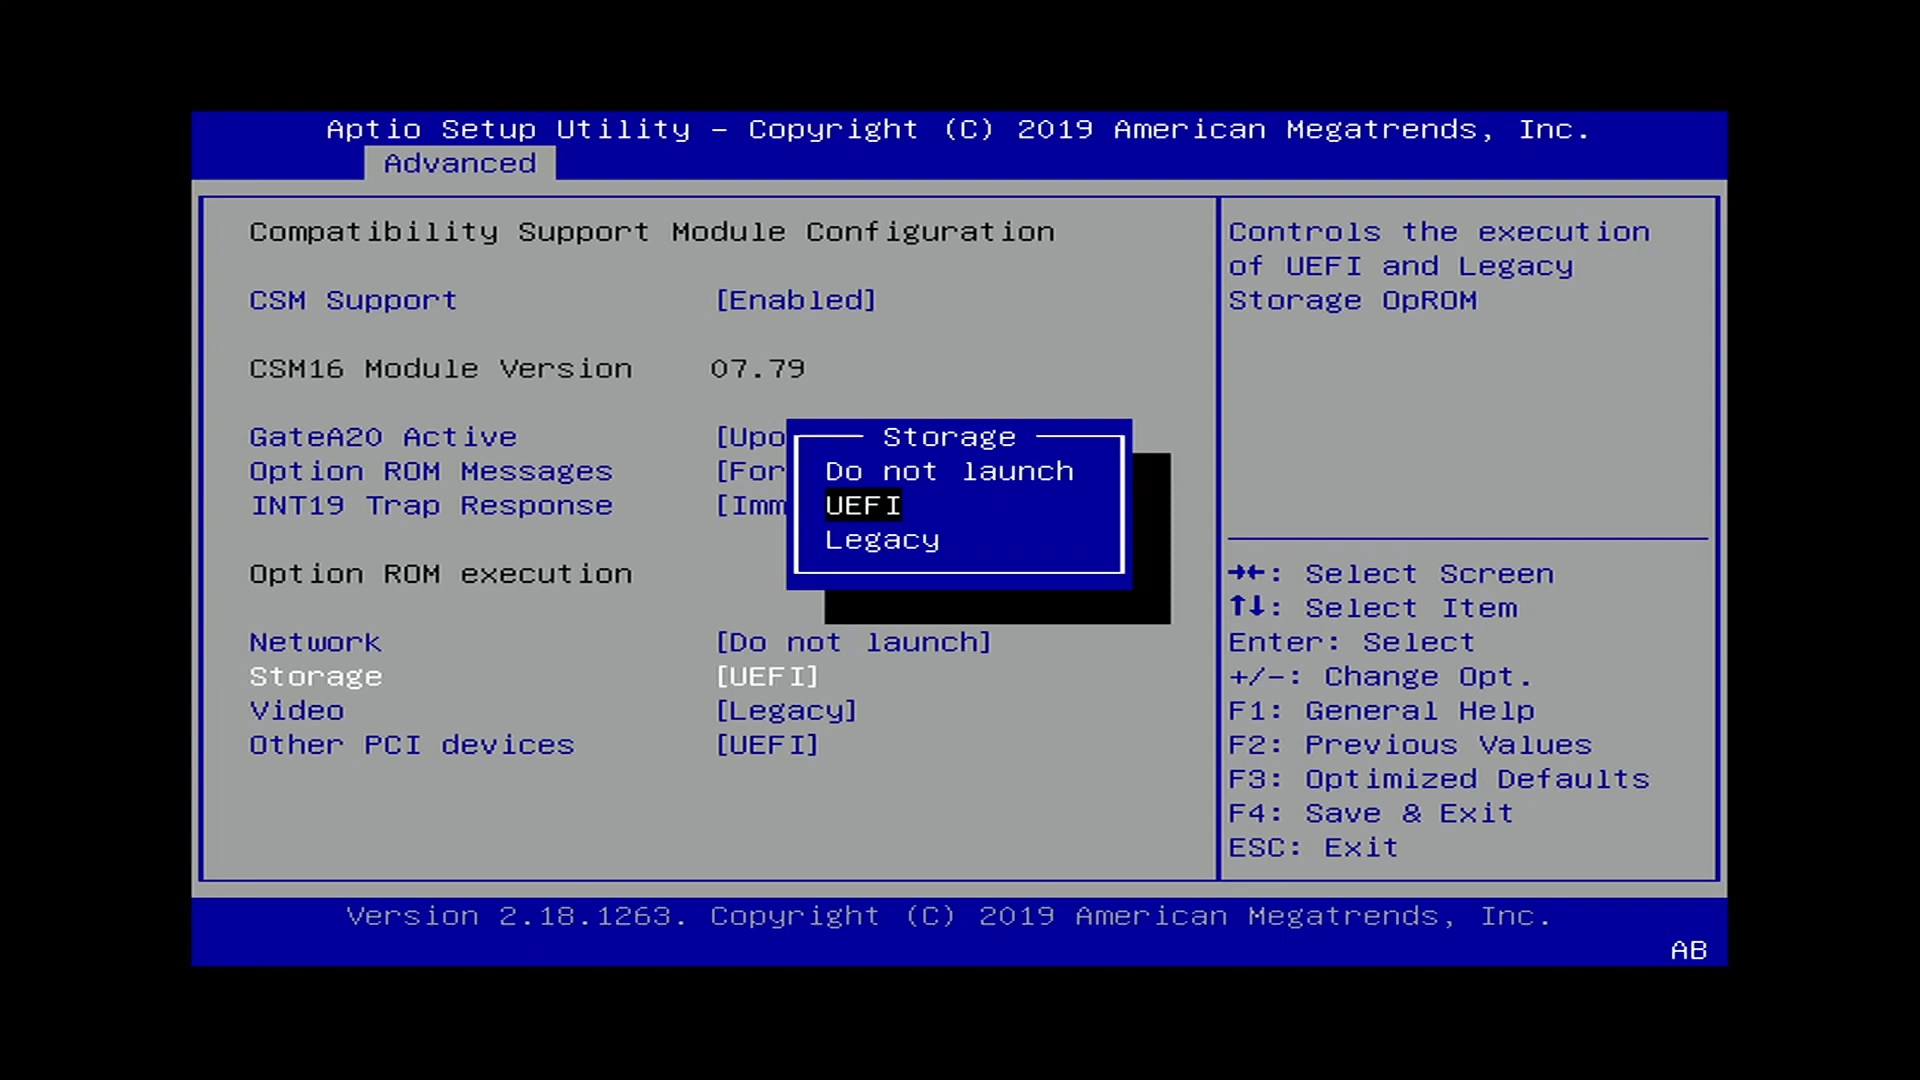 Aptio Setup Utility – Copyright (C) 2019 American Megatrends, Inc.
Advanced
Compatibility Support Module Configuration
CSM Support [Enabled]
CSM16 Module Version 07.79
GateA20 Active [Upo
Option ROM Messages [For
INT19 Trap Response [Imm
Option ROM execution
Network [Do not launch]
Storage [UEFI]
Video [Legacy]
Other PCI devices [UEFI]
Storage
Do not launch
UEFI
Legacy
Controls the execution
of UEFI and Legacy
Storage OpROM
→←: Select Screen
↑↓: Select Item
Enter: Select
+/-: Change Opt.
F1: General Help
F2: Previous Values
F3: Optimized Defaults
F4: Save & Exit
ESC: Exit
Version 2.18.1263. Copyright (C) 2019 American Megatrends, Inc.
AB